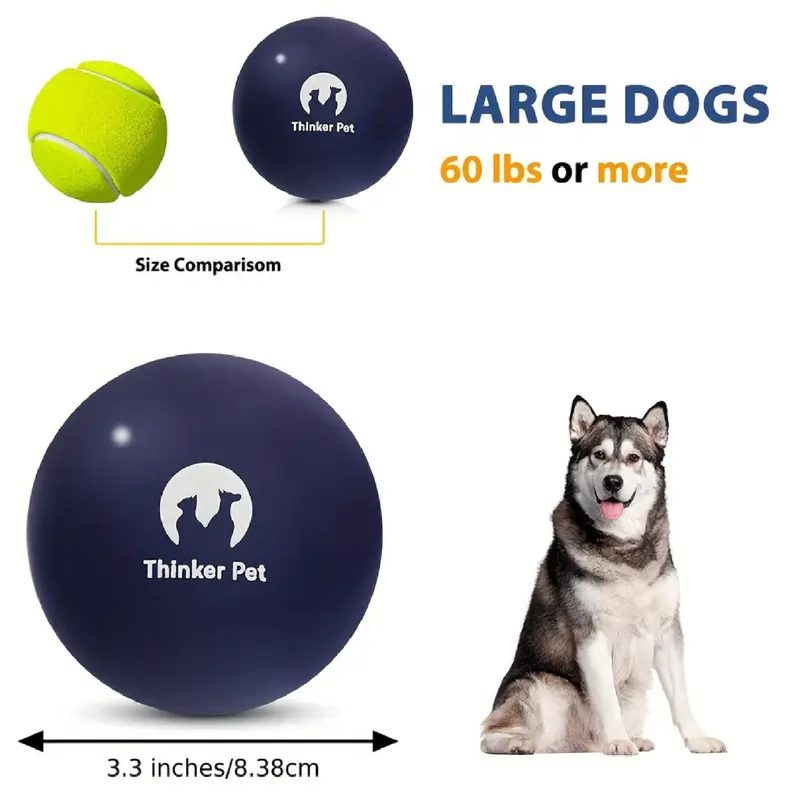 Thinker Pet
LARGE DOGS
60 lbs or more
Size Comparisom
Thinker Pet
3.3 inches/8.38cm